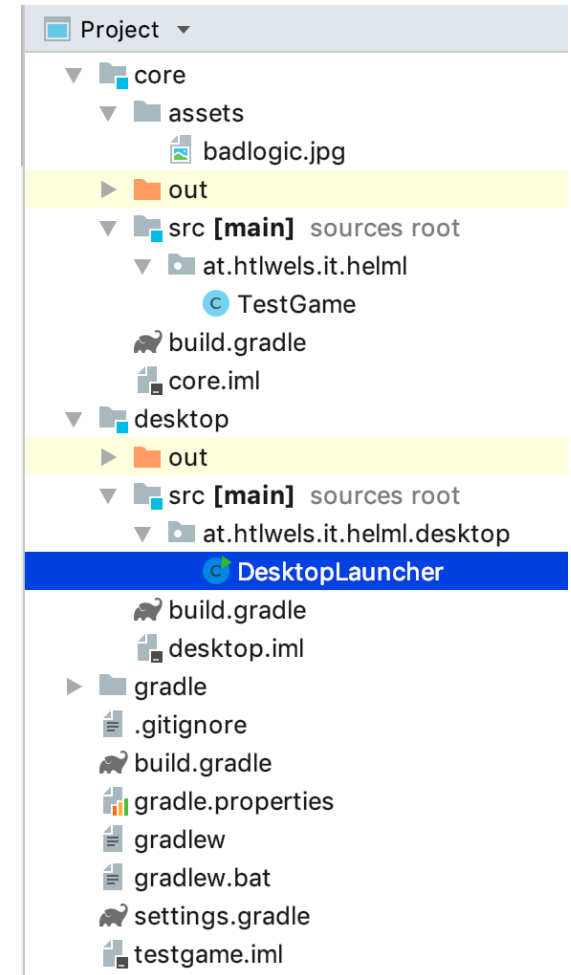 Project
core
assets
badlogic.jpg
out
src [main] sources root
at.htlwels.it.helml
C TestGame
build.gradle
core.iml
desktop
out
src [main] sources root
at.htlwels.it.helml.desktop
C DesktopLauncher
build.gradle
desktop.iml
gradle
.gitignore
build.gradle
gradle.properties
gradlew
gradlew.bat
settings.gradle
testgame.iml